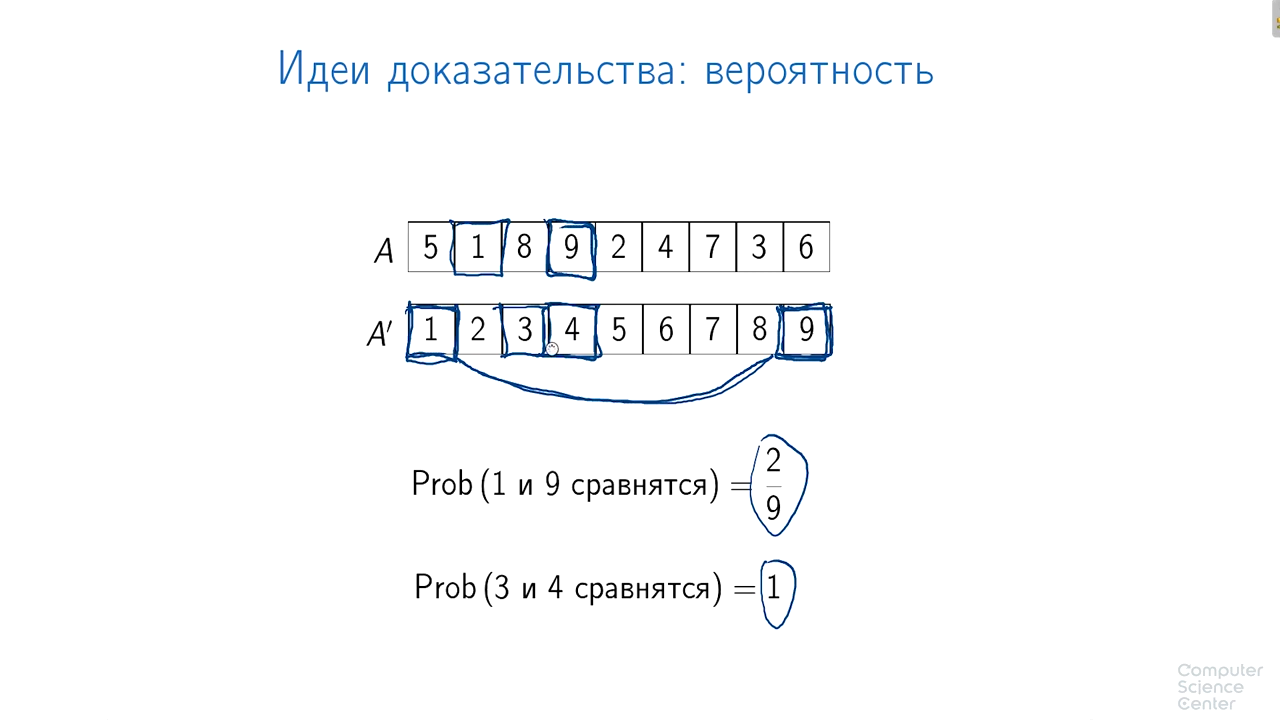 Идеи доказательства: вероятность
A 5 1 8 9 2 4 7 3 6
A′ 1 2 3 4 5 6 7 8 9
Prob (1 и 9 сравнятся) = 2/9
Prob (3 и 4 сравнятся) = 1
Computer
Science
Center